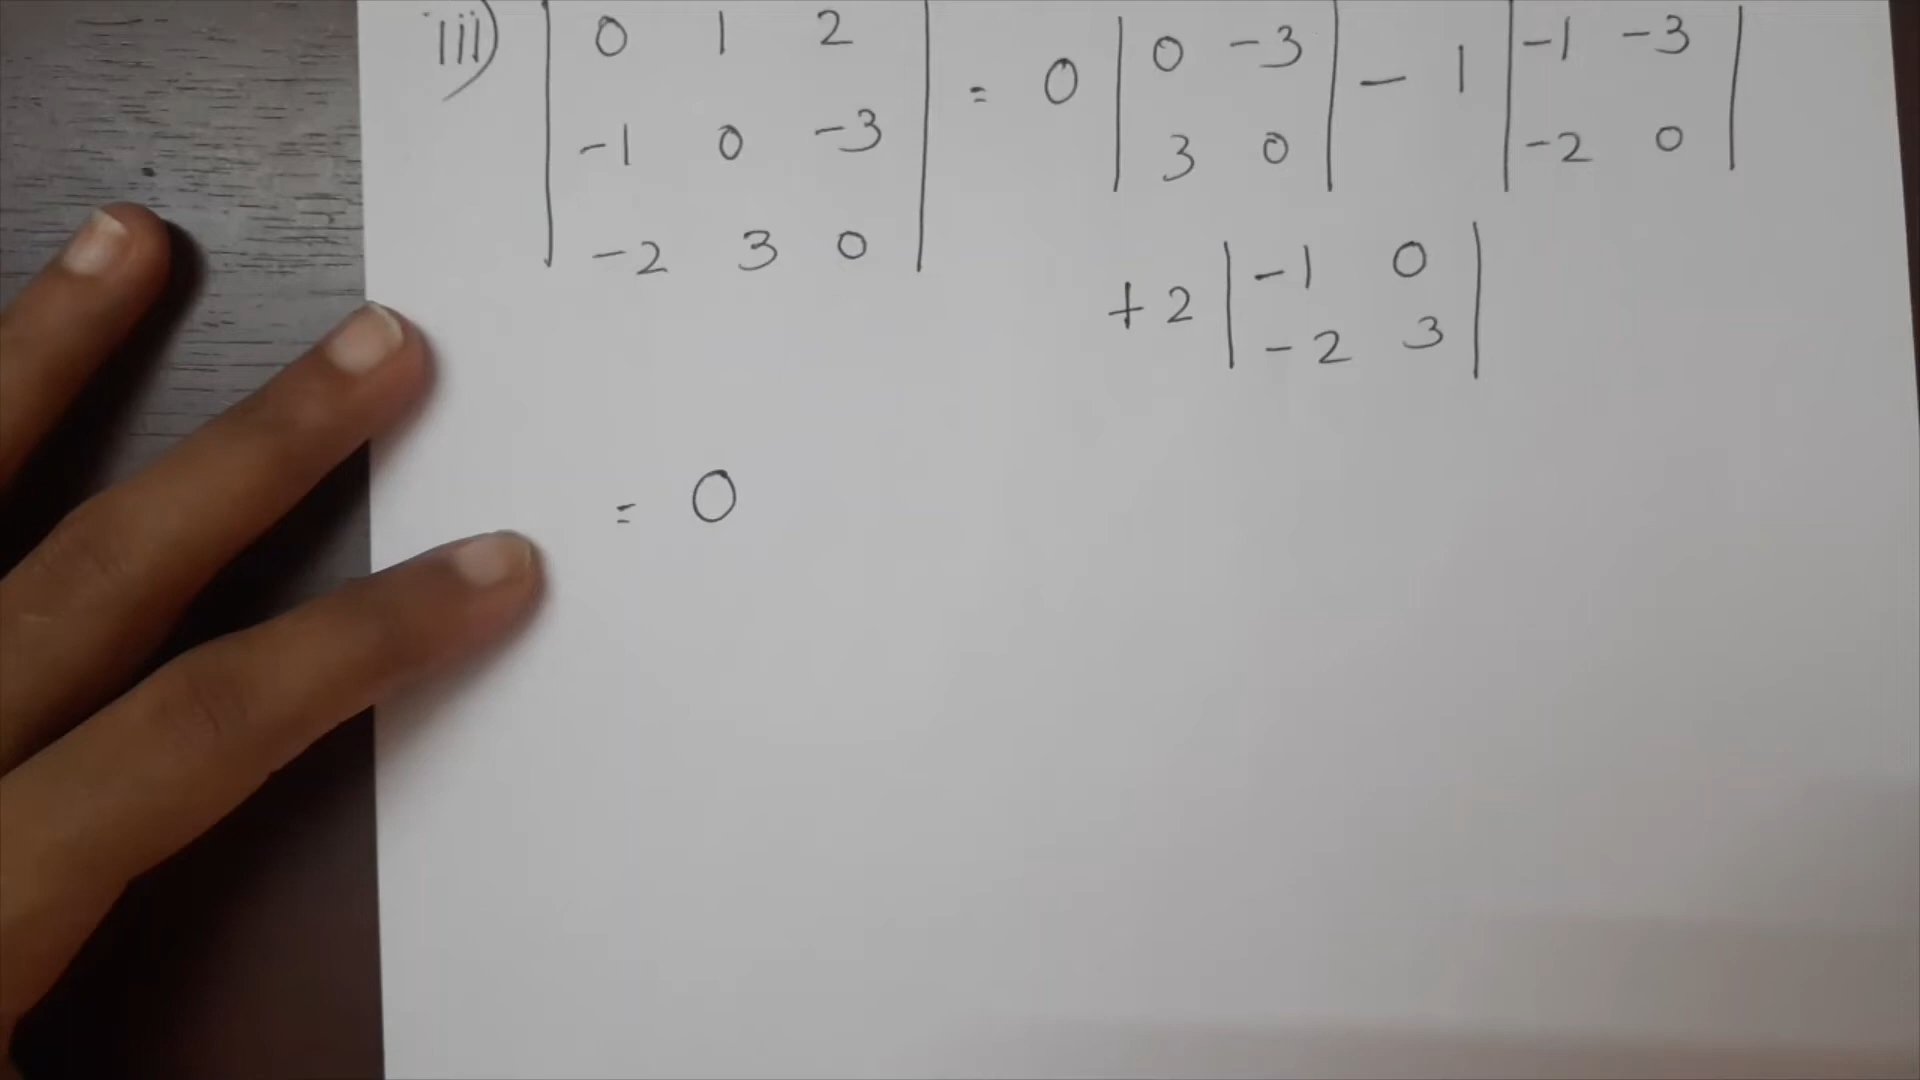 iii) | 0 1 2 | = 0 | 0 -3 | - 1 | -1 -3 |
| -1 0 -3 | | 3 0 | | -2 0 |
| -2 3 0 | + 2 | -1 0 |
| -2 3 |
= 0